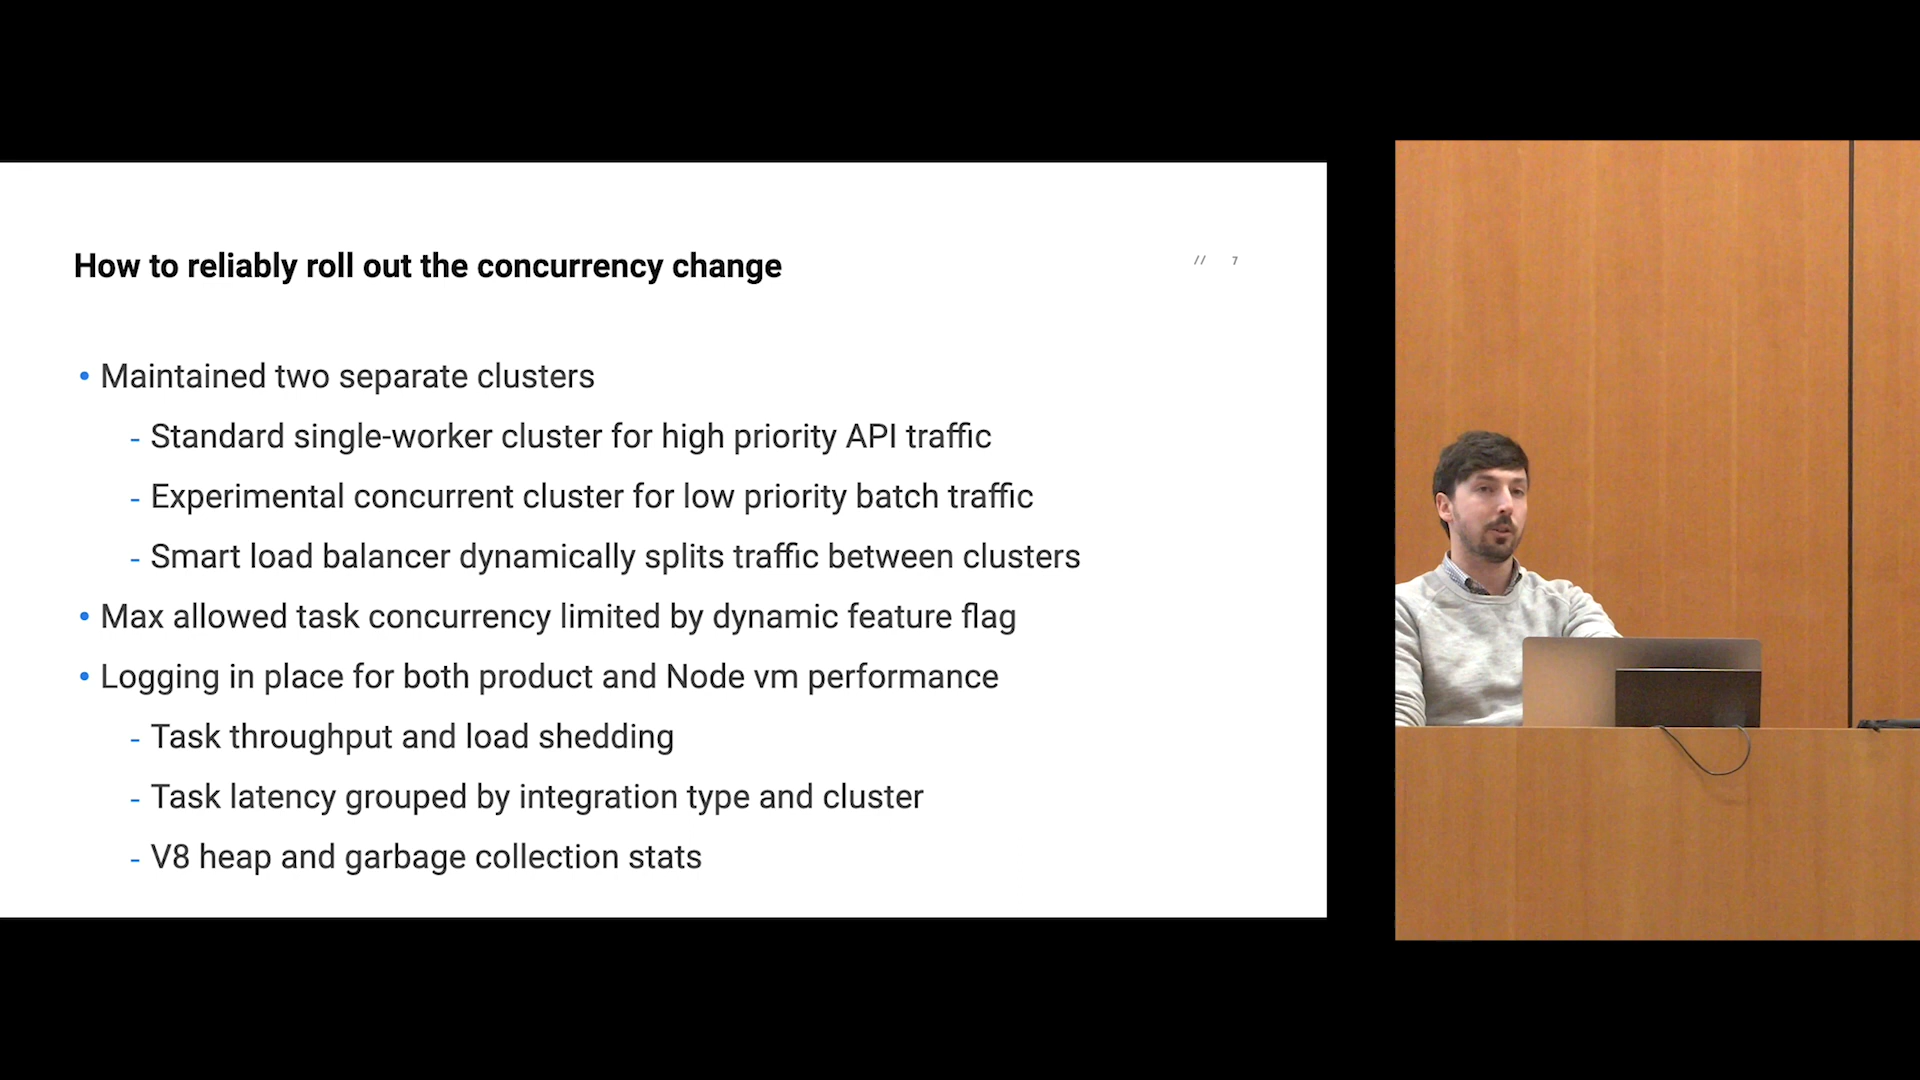 How to reliably roll out the concurrency change
// 7
• Maintained two separate clusters
- Standard single-worker cluster for high priority API traffic
- Experimental concurrent cluster for low priority batch traffic
- Smart load balancer dynamically splits traffic between clusters
• Max allowed task concurrency limited by dynamic feature flag
• Logging in place for both product and Node vm performance
- Task throughput and load shedding
- Task latency grouped by integration type and cluster
- V8 heap and garbage collection stats